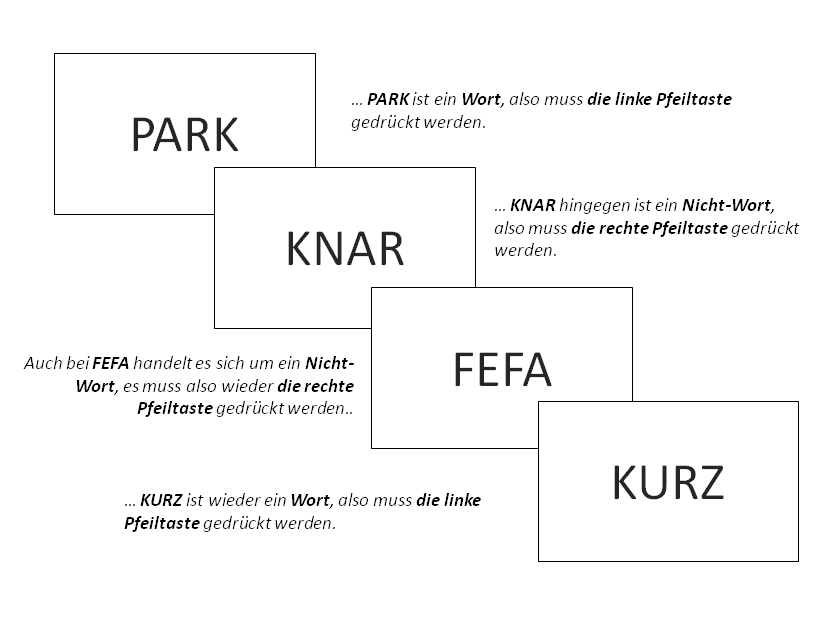 PARK
… PARK ist ein Wort, also muss die linke Pfeiltaste
gedrückt werden.
KNAR
… KNAR hingegen ist ein Nicht-Wort,
also muss die rechte Pfeiltaste gedrückt
werden.
FEFA
Auch bei FEFA handelt es sich um ein Nicht-
Wort, es muss also wieder die rechte
Pfeiltaste gedrückt werden..
KURZ
… KURZ ist wieder ein Wort, also muss die linke
Pfeiltaste gedrückt werden.